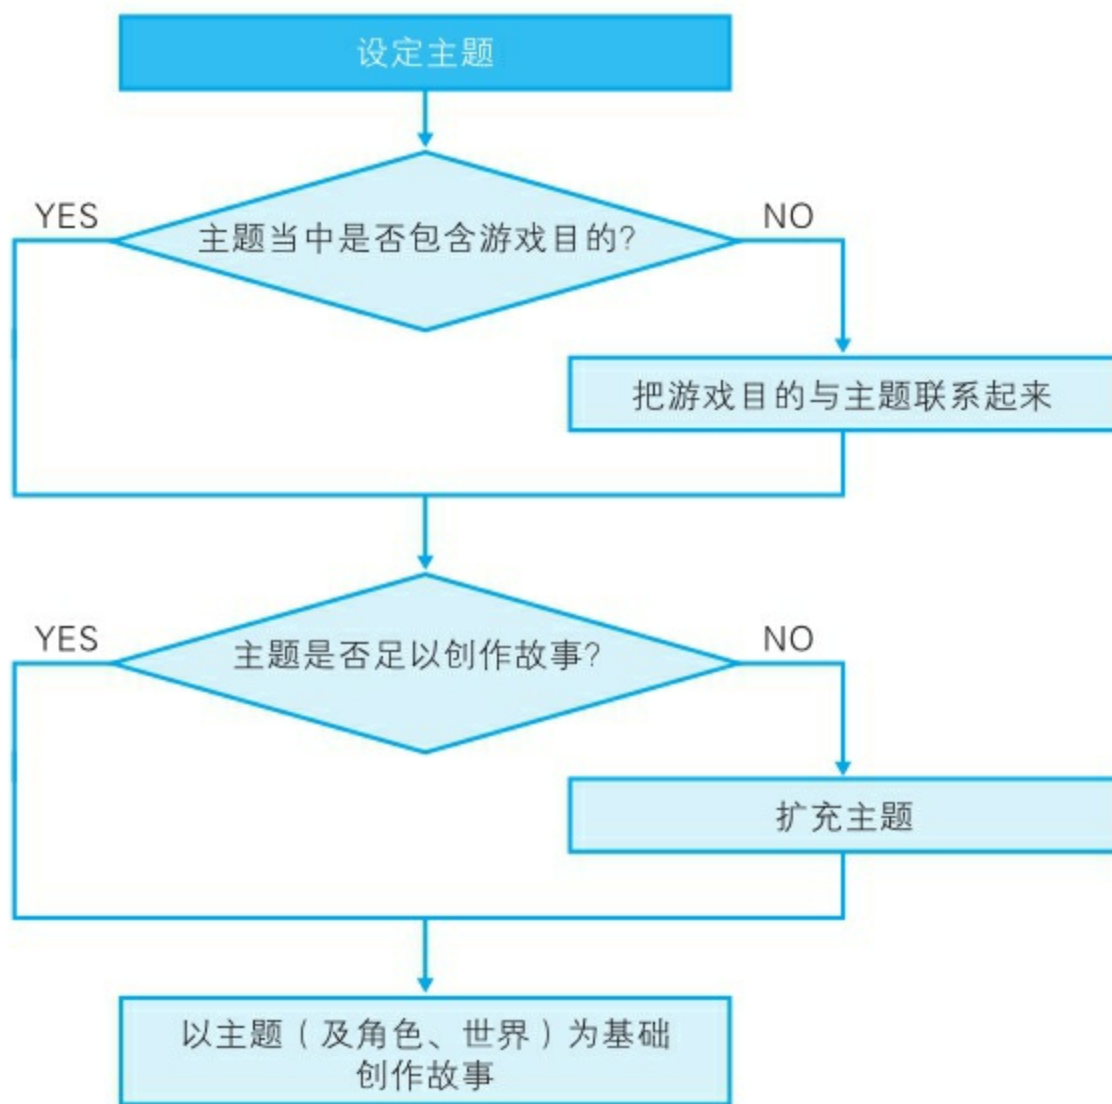 设定主题
主题当中是否包含游戏目的?
YES
NO
把游戏目的与主题联系起来
主题是否足以创作故事?
YES
NO
扩充主题
以主题（及角色、世界）为基础
创作故事